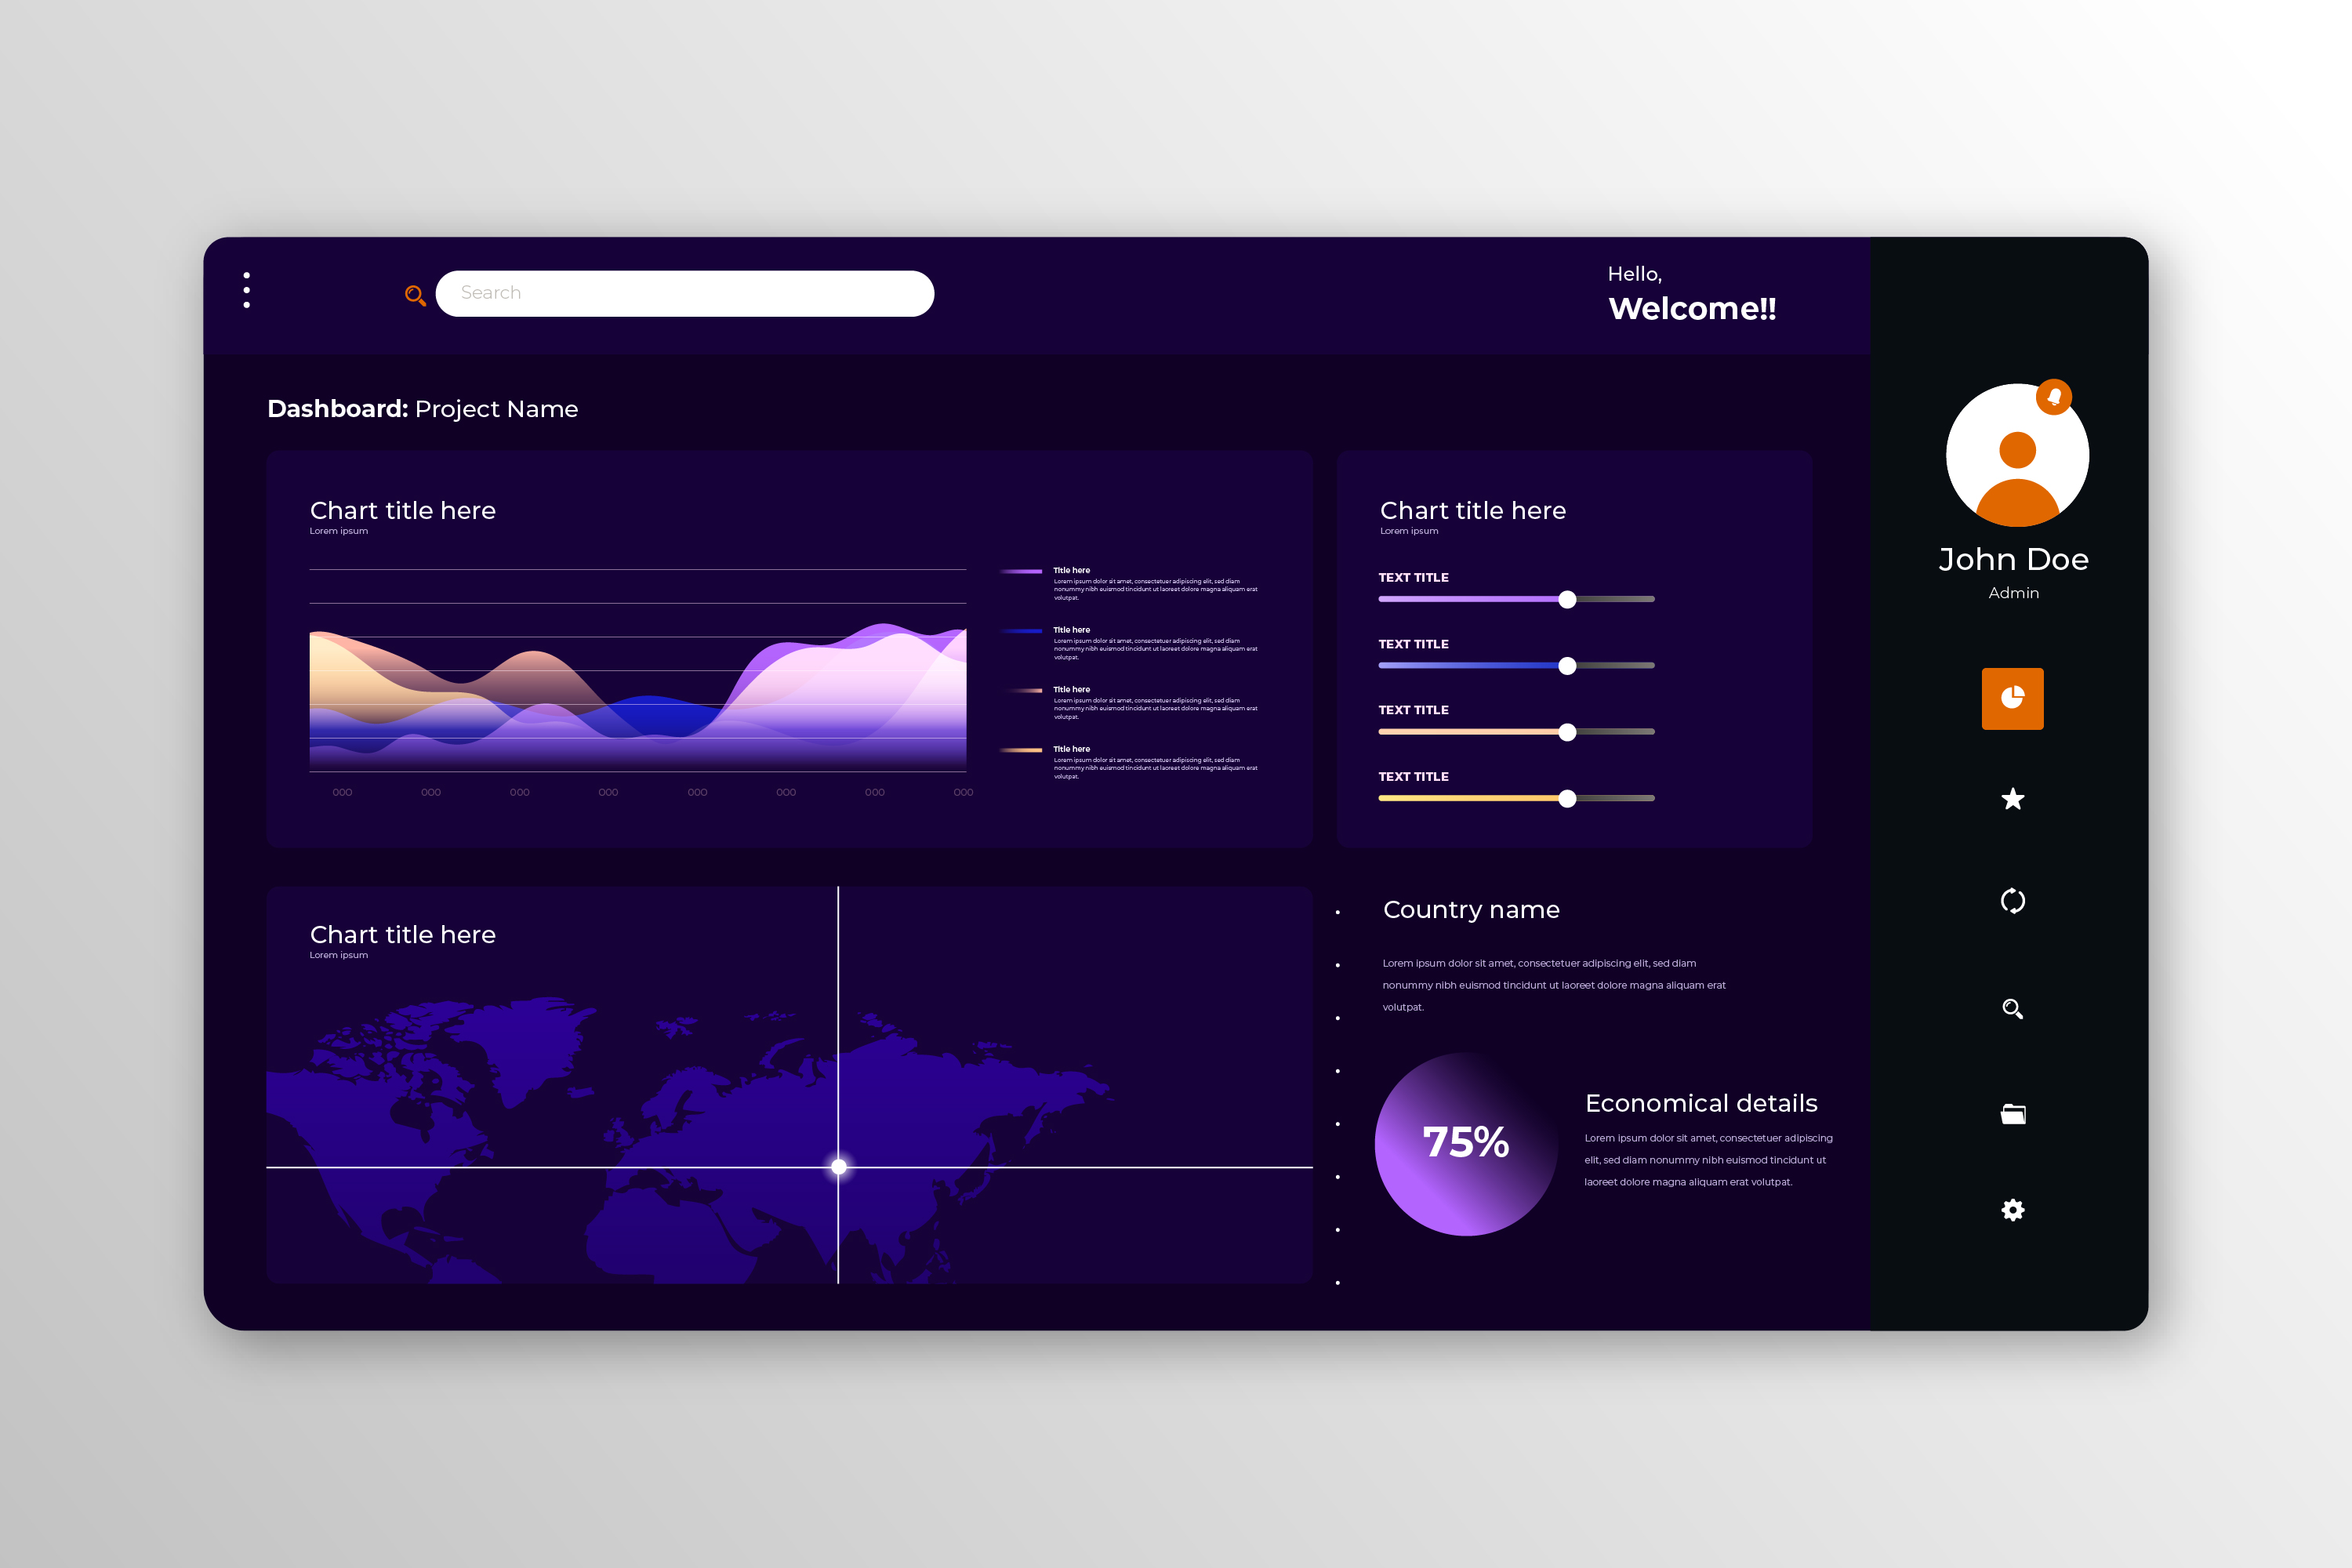 Search
Hello,
Welcome!!
Dashboard: Project Name
Chart title here
Lorem ipsum
Title here
Lorem ipsum dolor sit amet, consectetuer adipiscing elit, sed diam
nonummy nibh euismod tincidunt ut laoreet dolore magna aliquam erat
volutpat.
Title here
Lorem ipsum dolor sit amet, consectetuer adipiscing elit, sed diam
nonummy nibh euismod tincidunt ut laoreet dolore magna aliquam erat
volutpat.
Title here
Lorem ipsum dolor sit amet, consectetuer adipiscing elit, sed diam
nonummy nibh euismod tincidunt ut laoreet dolore magna aliquam erat
volutpat.
Title here
Lorem ipsum dolor sit amet, consectetuer adipiscing elit, sed diam
nonummy nibh euismod tincidunt ut laoreet dolore magna aliquam erat
volutpat.
000 000 000 000 000 000 000 000
Chart title here
Lorem ipsum
TEXT TITLE
TEXT TITLE
TEXT TITLE
TEXT TITLE
John Doe
Admin
Chart title here
Lorem ipsum
Country name
Lorem ipsum dolor sit amet, consectetuer adipiscing elit, sed diam
nonummy nibh euismod tincidunt ut laoreet dolore magna aliquam erat
volutpat.
75%
Economical details
Lorem ipsum dolor sit amet, consectetuer adipiscing
elit, sed diam nonummy nibh euismod tincidunt ut
laoreet dolore magna aliquam erat volutpat.